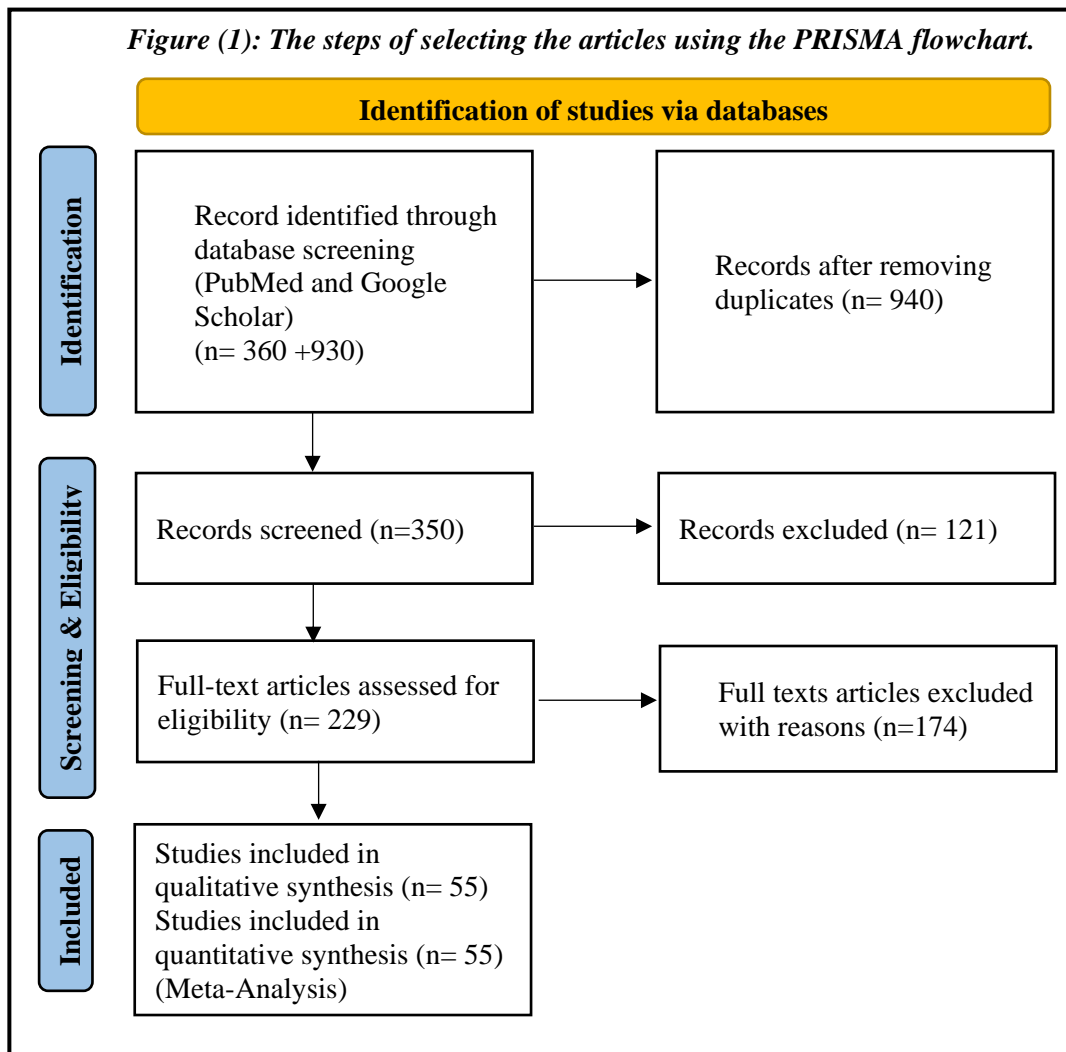 Figure (1): The steps of selecting the articles using the PRISMA flowchart.
Identification of studies via databases
Identification
Record identified through
database screening
(PubMed and Google
Scholar)
(n= 360 +930)
Records after removing
duplicates (n= 940)
Screening & Eligibility
Records screened (n=350)
Records excluded (n= 121)
Full-text articles assessed for
eligibility (n= 229)
Full texts articles excluded
with reasons (n=174)
Included
Studies included in
qualitative synthesis (n= 55)
Studies included in
quantitative synthesis (n= 55)
(Meta-Analysis)